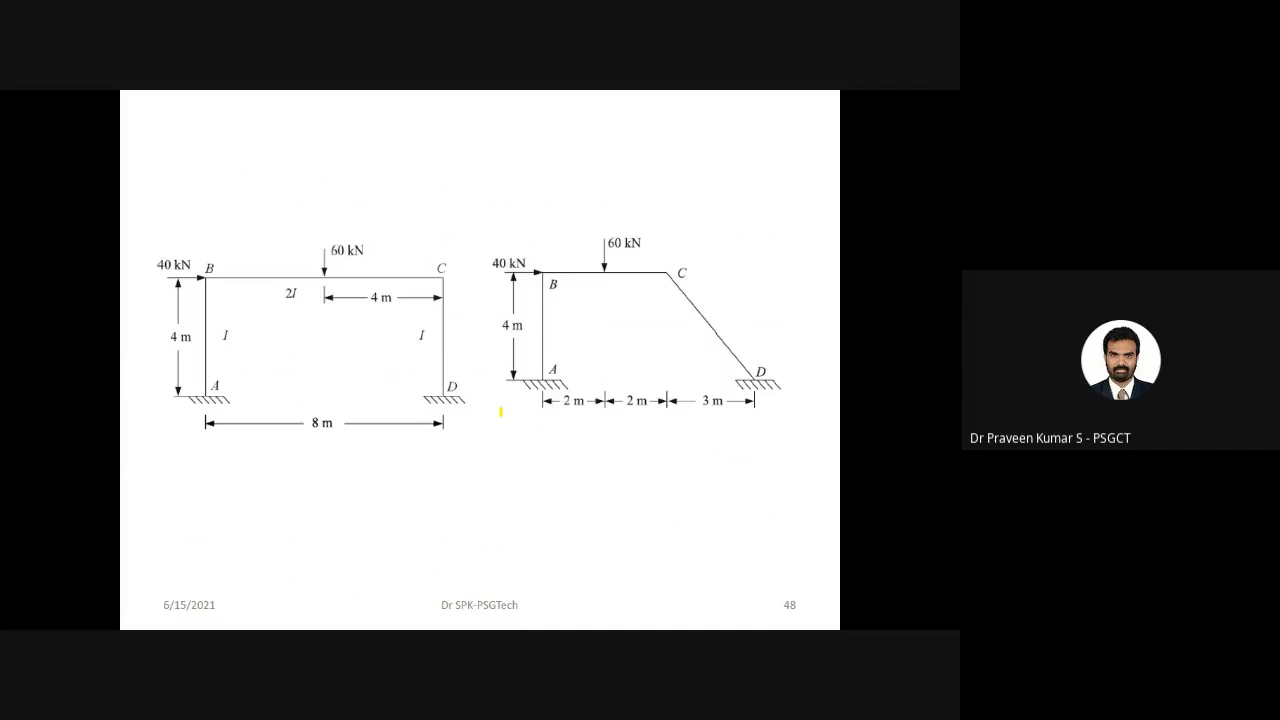 60 kN
40 kN
B
C
2I
4 m
4 m
I
I
A
D
8 m
60 kN
40 kN
B
C
4 m
A
D
2 m
2 m
3 m
6/15/2021
Dr SPK-PSGTech
48
Dr Praveen Kumar S - PSGCT